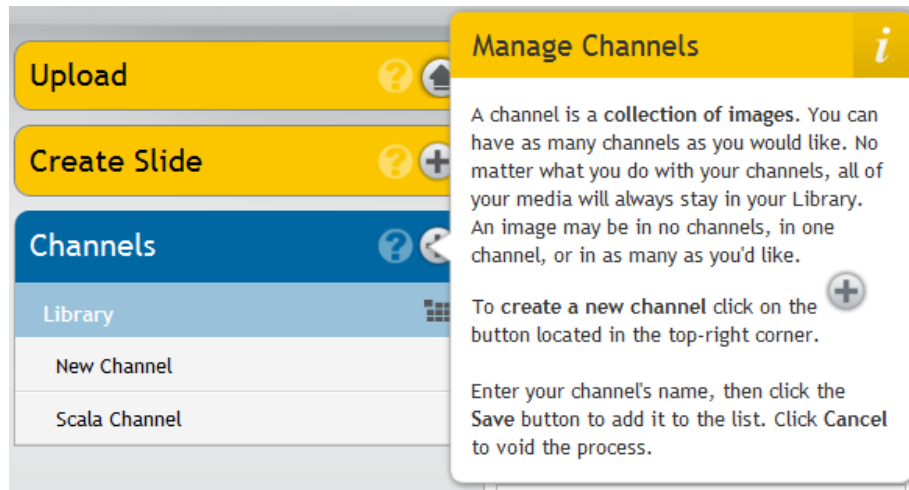 Upload
Create Slide
Channels
Library
New Channel
Scala Channel
Manage Channels
A channel is a collection of images. You can
have as many channels as you would like. No
matter what you do with your channels, all of
your media will always stay in your Library.
An image may be in no channels, in one
channel, or in as many as you'd like.
To create a new channel click on the
button located in the top-right corner.
Enter your channel's name, then click the
Save button to add it to the list. Click Cancel
to void the process.